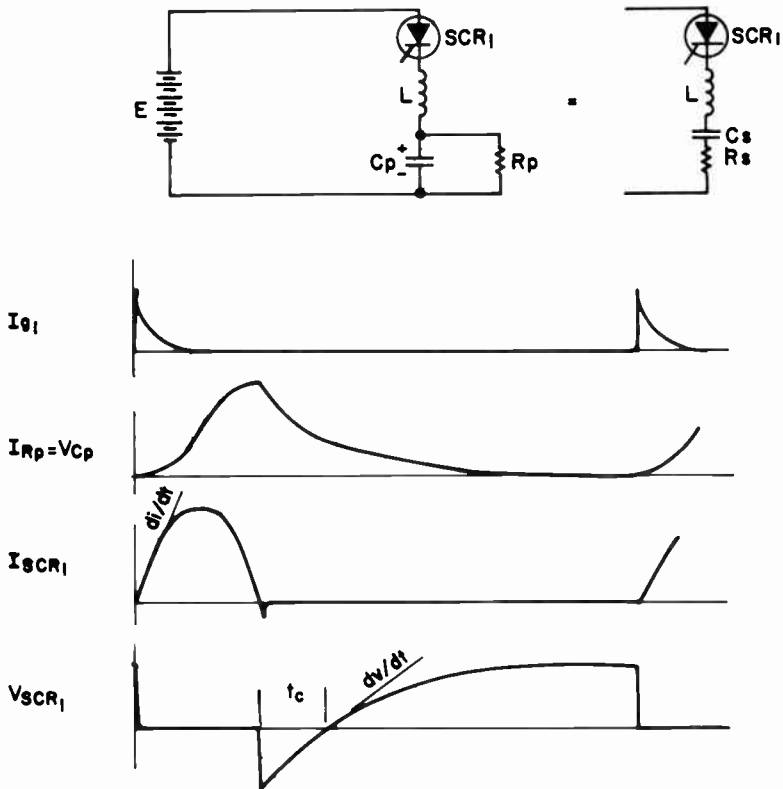 SCR1
SCR1
L
L
E
=
Cs
+
Cp
-
Rp
Rs
Ig1
IRp=VCp
di/dt
ISCR1
dv/dt
tc
VSCR1